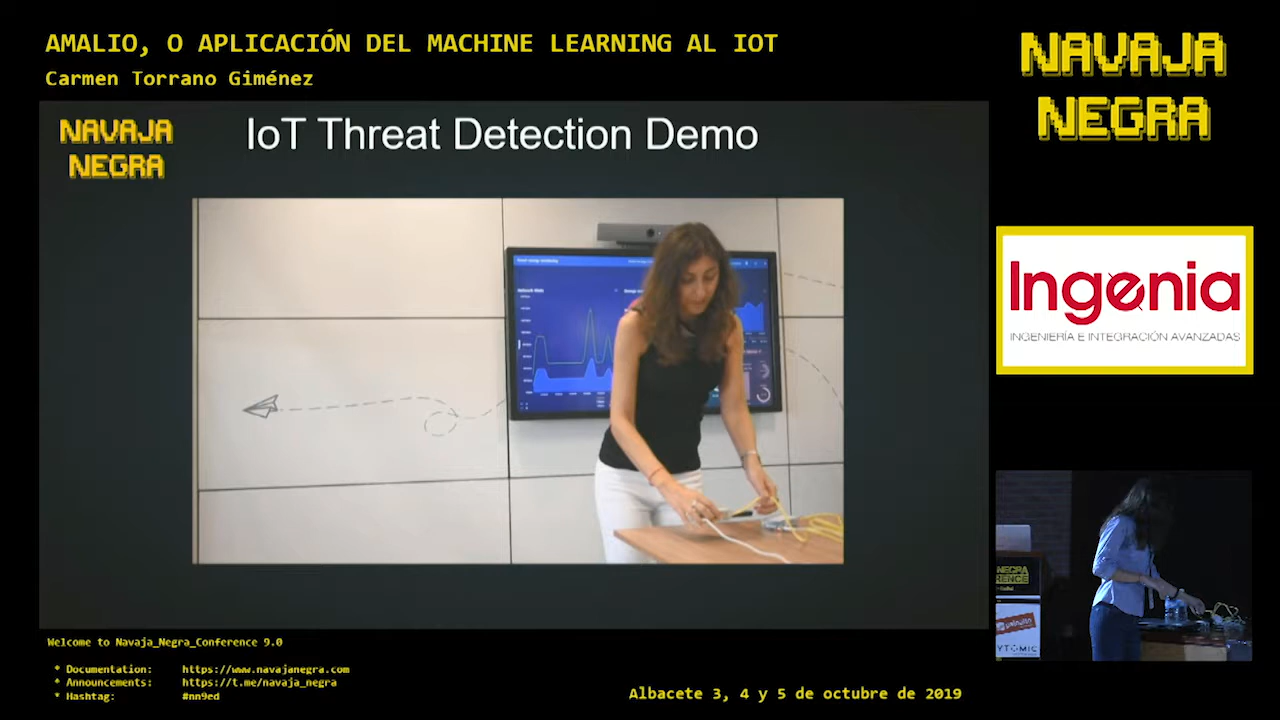 AMALIO, O APLICACIÓN DEL MACHINE LEARNING AL IOT
Carmen Torrano Giménez
NAVAJA
NEGRA
NAVAJA
NEGRA
IoT Threat Detection Demo
Ingenia
INGENIERÍA E INTEGRACIÓN AVANZADAS
Welcome to Navaja_Negra_Conference 9.0
* Documentation: https://www.navajanegra.com
* Announcements: https://t.me/navaja_negra
* Hashtag: #nn9ed
Albacete 3, 4 y 5 de octubre de 2019